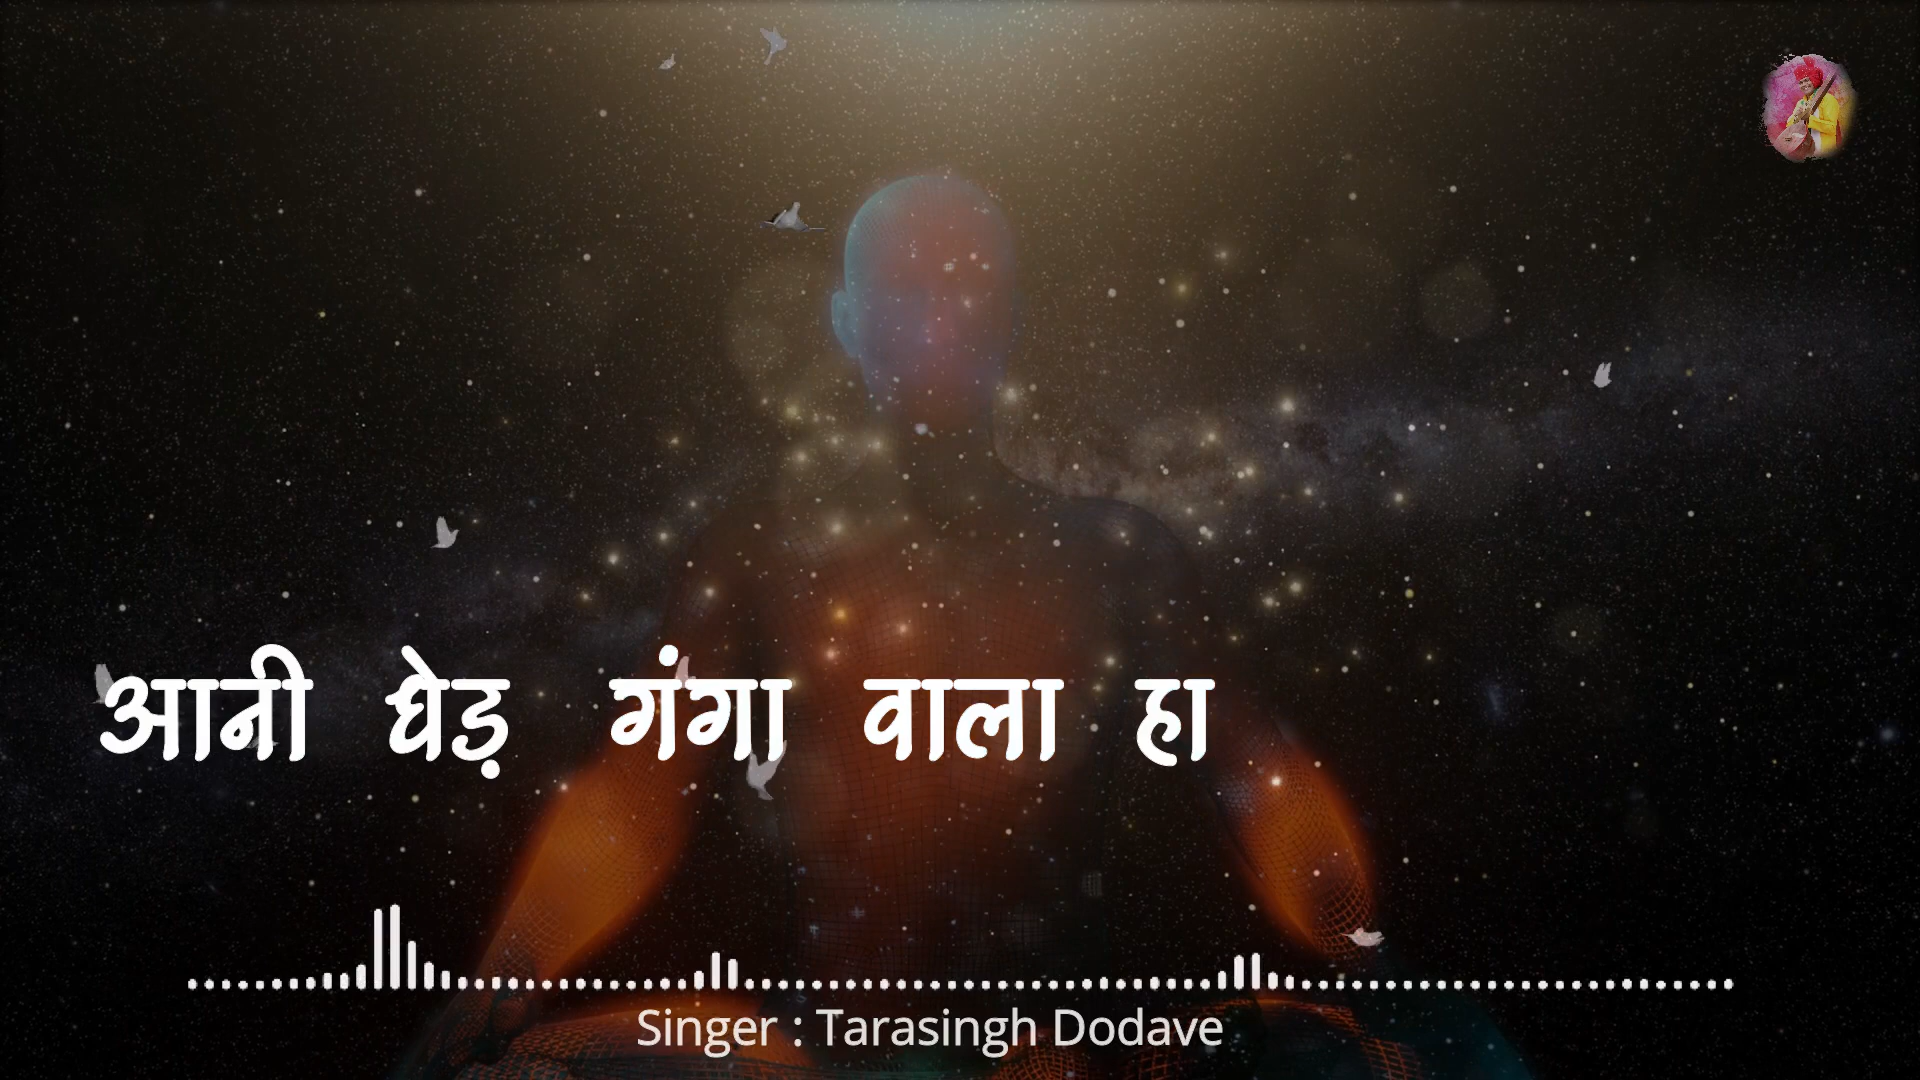 आनी घेड़ गंगा वाला हा
Singer : Tarasingh Dodave